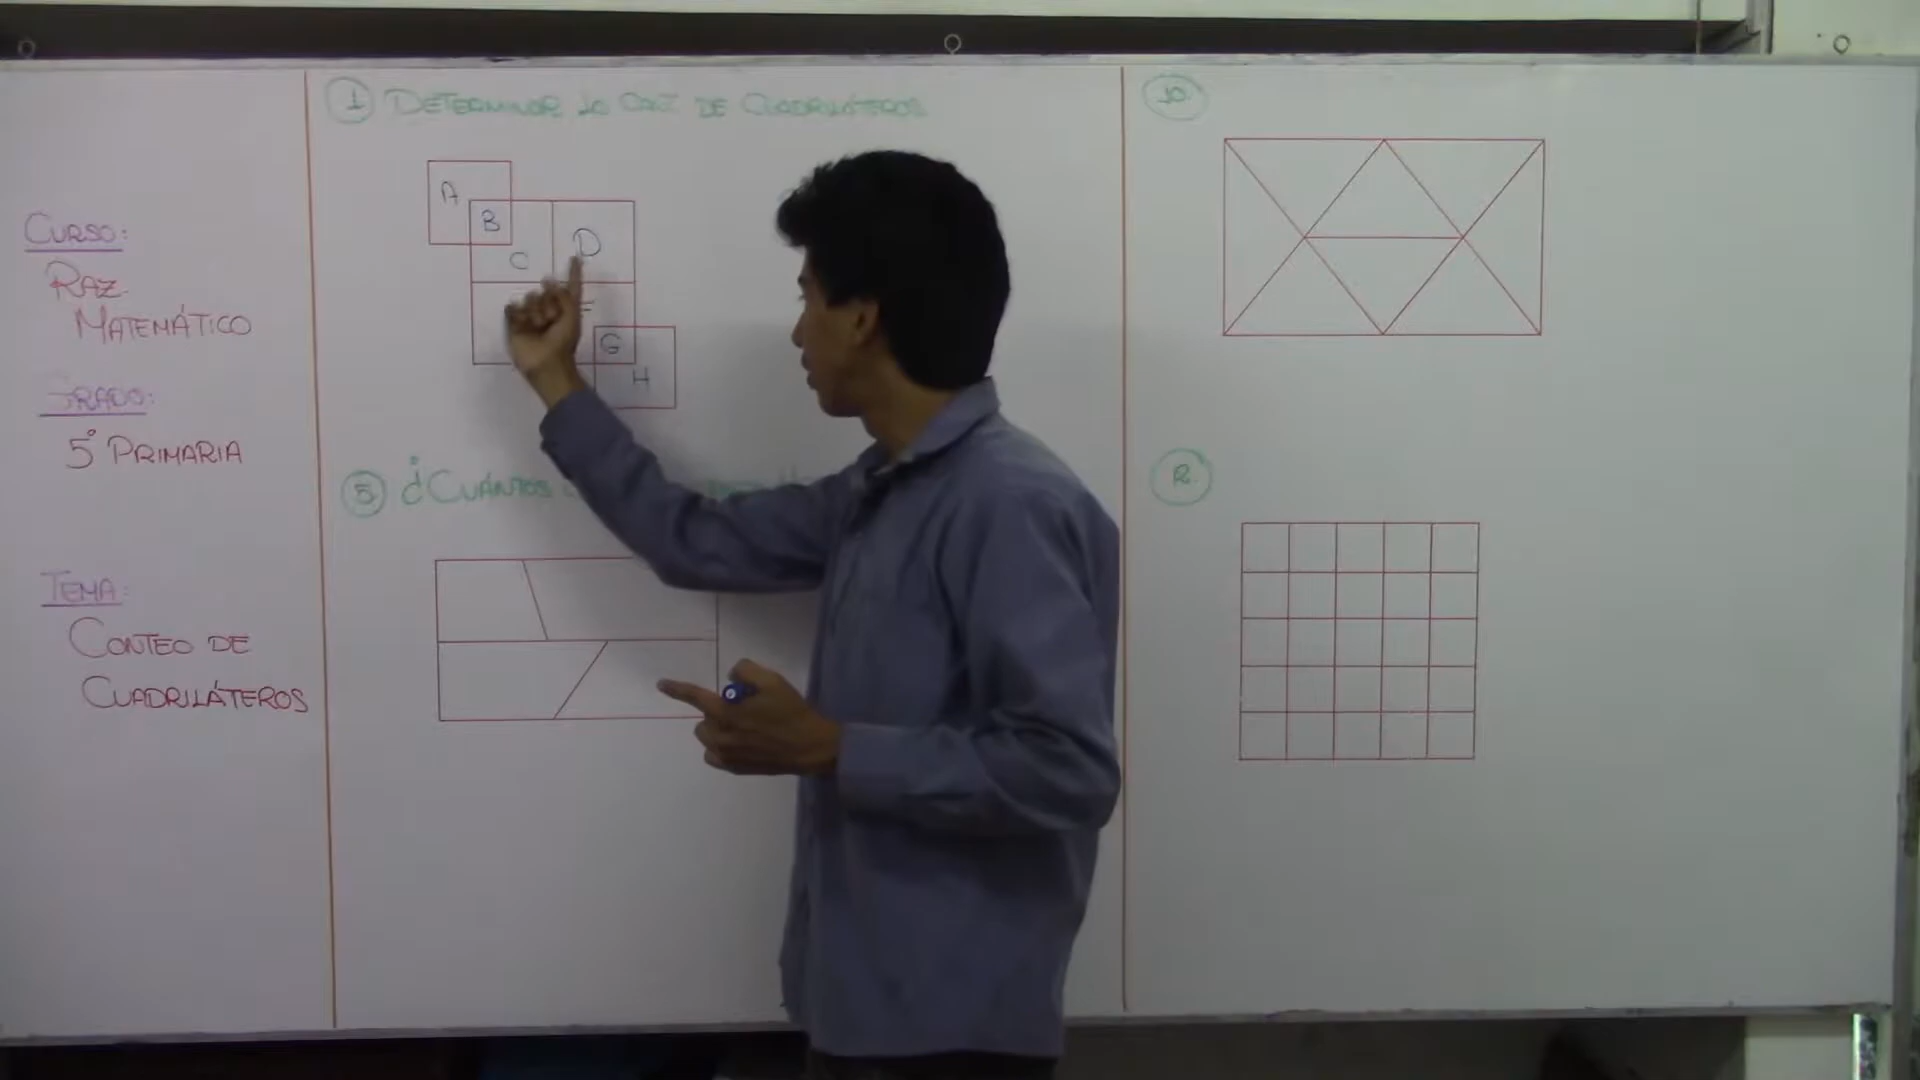 CURSO:
RAZ.
MATEMÁTICO
GRADO:
5° PRIMARIA
TEMA:
CONTEO DE
CUADRILÁTEROS
1 DETERMINAR LA CANT DE CUADRILÁTEROS
A
B
C
D
F
G
H
5 ¿CUÁNTOS
10.
R.